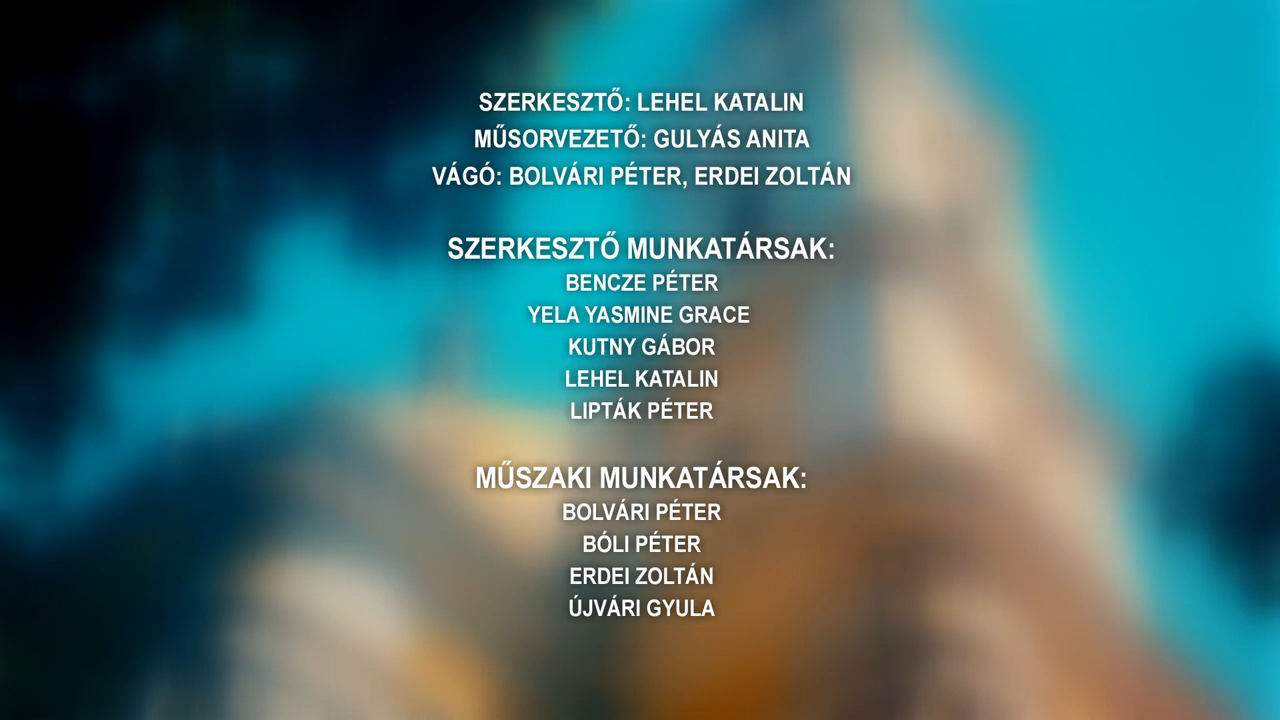 SZERKESZTŐ: LEHEL KATALIN
MŰSORVEZETŐ: GULYÁS ANITA
VÁGÓ: BOLVÁRI PÉTER, ERDEI ZOLTÁN
SZERKESZTŐ MUNKATÁRSAK:
BENCZE PÉTER
YELA YASMINE GRACE
KUTNY GÁBOR
LEHEL KATALIN
LIPTÁK PÉTER
MŰSZAKI MUNKATÁRSAK:
BOLVÁRI PÉTER
BÓLI PÉTER
ERDEI ZOLTÁN
ÚJVÁRI GYULA